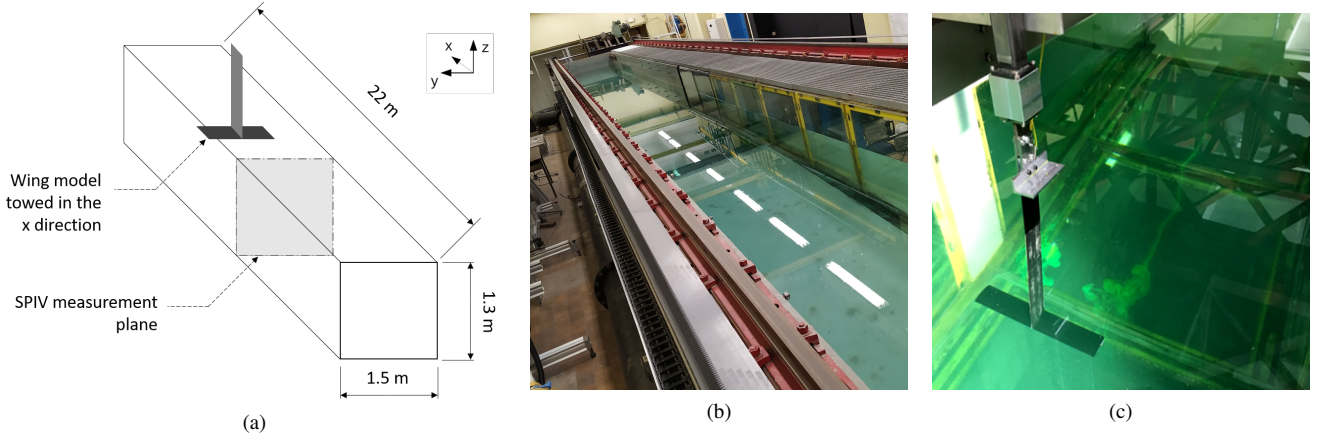 x
z
y
22 m
Wing model
towed in the
x direction
SPIV measurement
plane
1.3 m
1.5 m
(a)
(b)
(c)